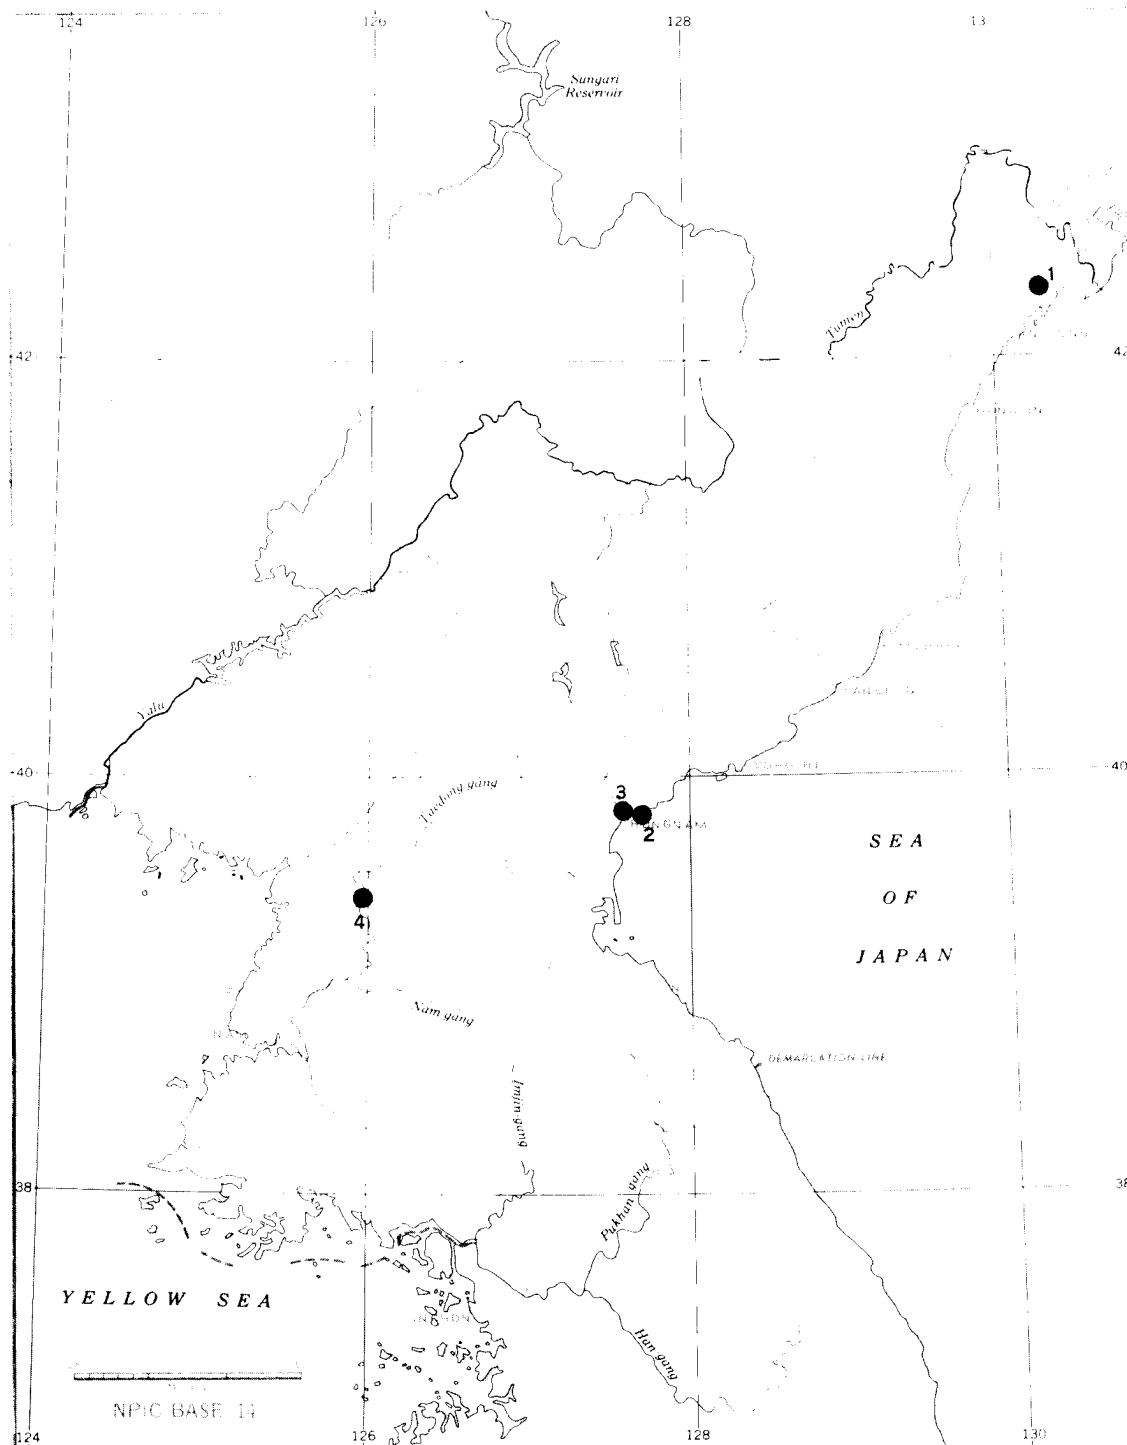 124
126
128
13
Sungari
Reservoir
1
Tumen
42
42
Yalu
40
40
Taedong gang
3
HUNGNAM
2
SEA
OF
JAPAN
4
Nam gang
DEMARCATION LINE
Imjin-gang
38
38
Pukhan gang
YELLOW SEA
Han gang
NPIC BASE 14
124
126
128
130